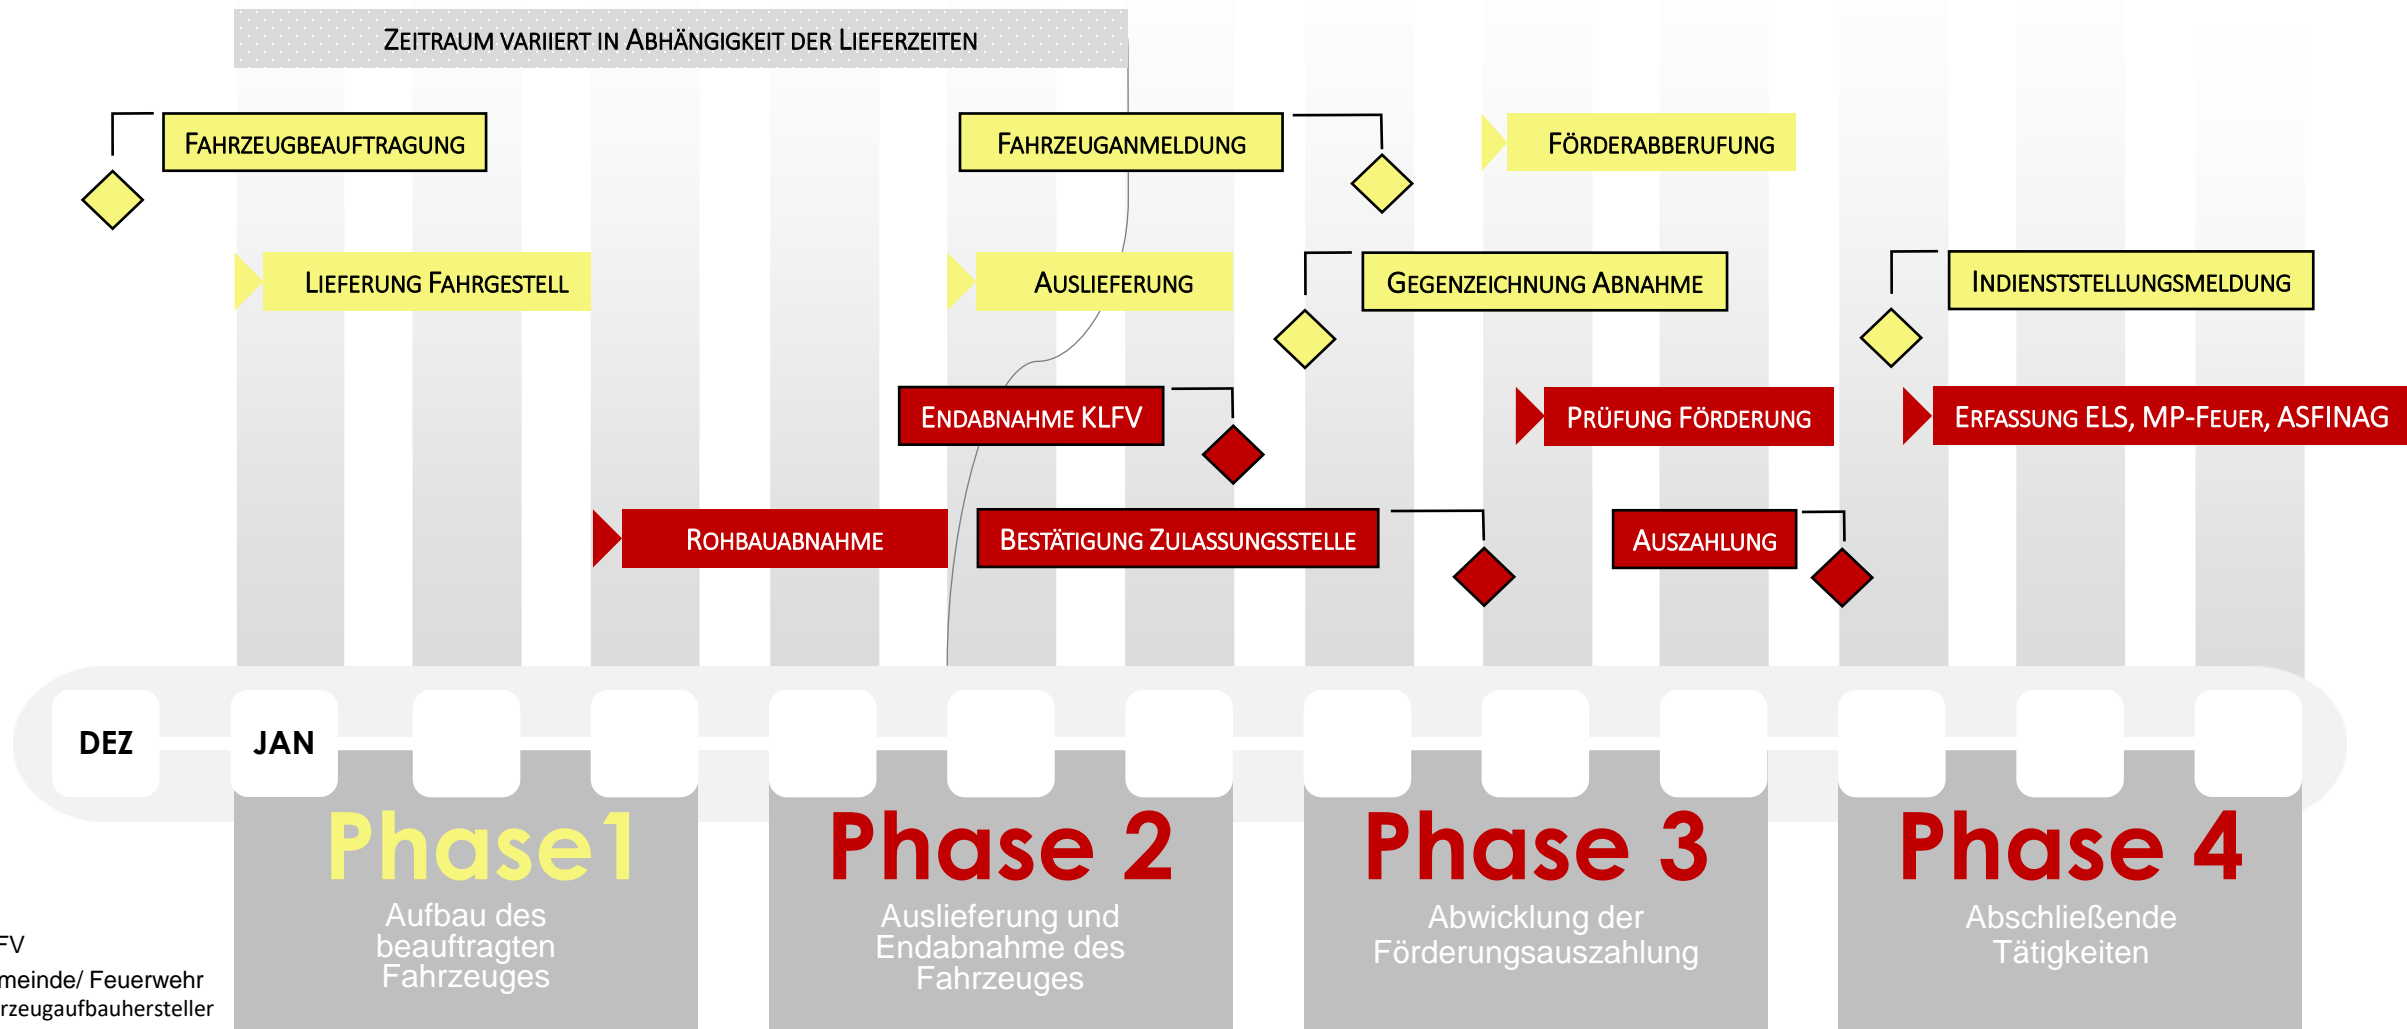 ZEITRAUM VARIIERT IN ABHÄNGIGKEIT DER LIEFERZEITEN
FAHRZEUGBEAUFTRAGUNG
FAHRZEUGANMELDUNG
FÖRDERABBERUFUNG
LIEFERUNG FAHRGESTELL
AUSLIEFERUNG
GEGENZEICHNUNG ABNAHME
INDIENSTSTELLUNGSMELDUNG
ENDABNAHME KLFV
PRÜFUNG FÖRDERUNG
ERFASSUNG ELS, MP-FEUER, ASFINAG
ROHBAUABNAHME
BESTÄTIGUNG ZULASSUNGSSTELLE
AUSZAHLUNG
DEZ
JAN
Phase1
Aufbau des
beauftragten
Fahrzeuges
Phase 2
Auslieferung und
Endabnahme des
Fahrzeuges
Phase 3
Abwicklung der
Förderungsauszahlung
Phase 4
Abschließende
Tätigkeiten
FV
meinde/ Feuerwehr
rzeugaufbauhersteller